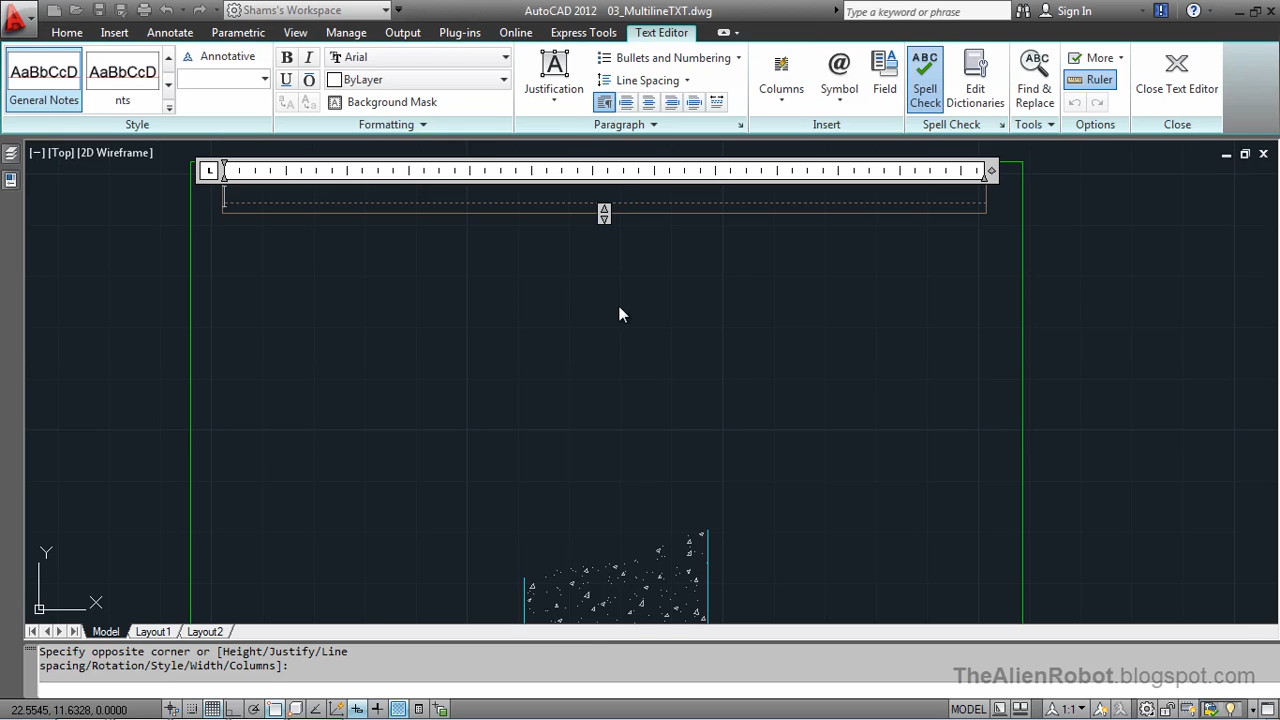 Shams's Workspace
AutoCAD 2012 03_MultilineTXT.dwg
Type a keyword or phrase
Sign In
Home Insert Annotate Parametric View Manage Output Plug-ins Online Express Tools Text Editor
AaBbCcD AaBbCcD
General Notes nts
Annotative
Style
B I Arial
U O ByLayer
Background Mask
Formatting
A
Justification
Bullets and Numbering
Line Spacing
Paragraph
Columns
@
Symbol
Field
Insert
ABC
Spell Check
Edit Dictionaries
Spell Check
Find & Replace
Tools
More
Ruler
Options
Close Text Editor
Close
[−] [Top] [2D Wireframe]
L
Y
X
Model Layout1 Layout2
Specify opposite corner or [Height/Justify/Line
spacing/Rotation/Style/Width/Columns]:
TheAlienRobot.blogspot.com
22.5545, 11.6328, 0.0000
MODEL
1:1